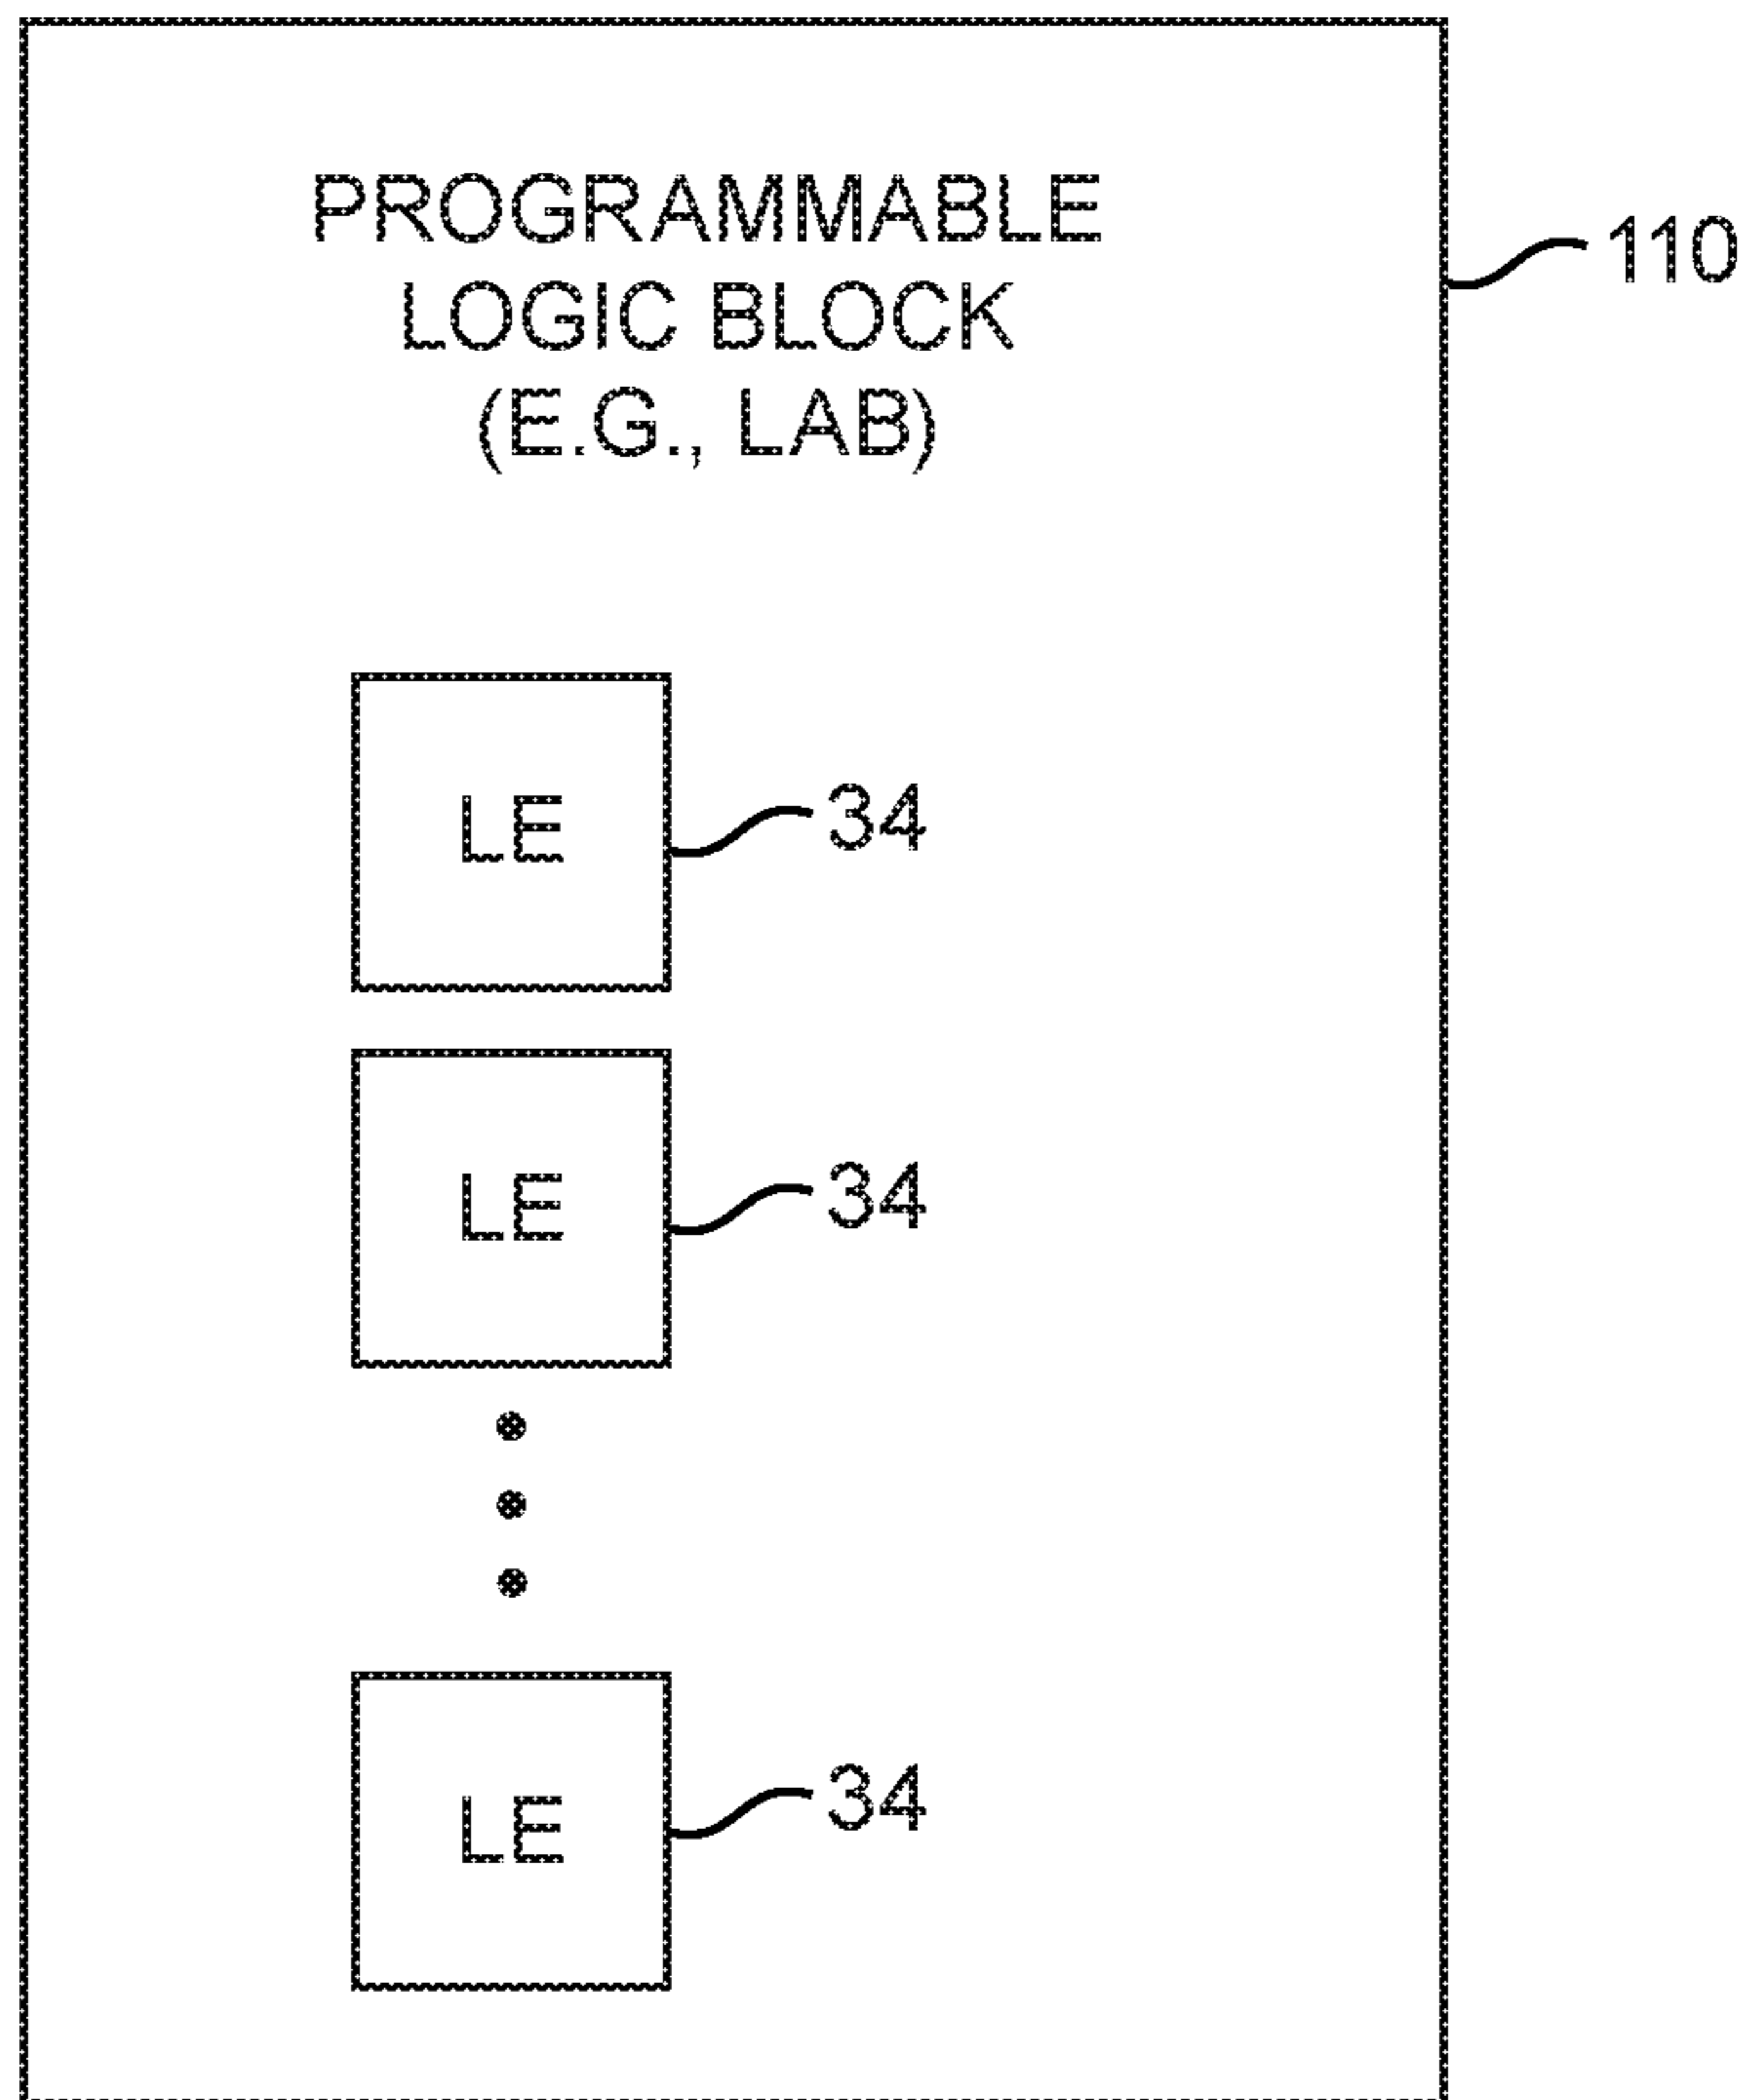 PROGRAMMABLE
LOGIC BLOCK
(E.G., LAB)
110
LE
34
LE
34
LE
34